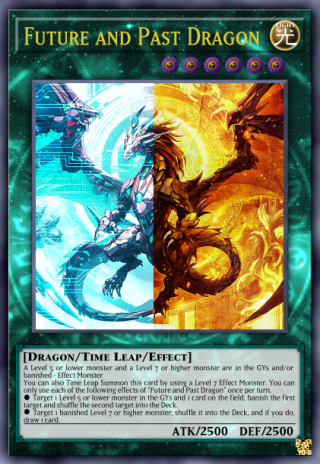 Future and Past Dragon
LIGHT
光
[Dragon/Time Leap/Effect]
A Level 5 or lower monster and a Level 7 or higher monster are in the GYs and/or
banished - Effect Monster
You can also Time Leap Summon this card by using a Level 7 Effect Monster. You can
only use each of the following effects of "Future and Past Dragon" once per turn.
● Target 1 Level 5 or lower monster in the GYs and 1 card on the field; banish the first
target and shuffle the second target into the Deck.
● Target 1 banished Level 7 or higher monster; shuffle it into the Deck, and if you do,
draw 1 card.
ATK/2500 DEF/2500